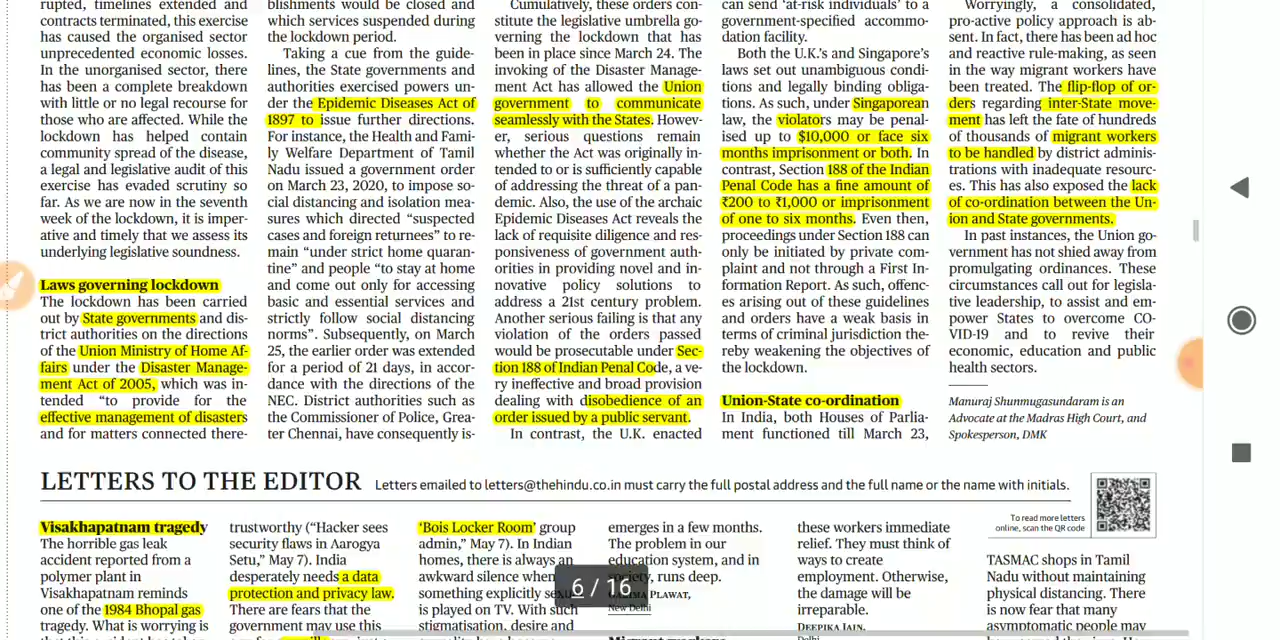 rupted, timelines extended and
contracts terminated, this exercise
has caused the organised sector
unprecedented economic losses.
In the unorganised sector, there
has been a complete breakdown
with little or no legal recourse for
those who are affected. While the
lockdown has helped contain
community spread of the disease,
a legal and legislative audit of this
exercise has evaded scrutiny so
far. As we are now in the seventh
week of the lockdown, it is imper-
ative and timely that we assess its
underlying legislative soundness.
Laws governing lockdown
The lockdown has been carried
out by State governments and dis-
trict authorities on the directions
of the Union Ministry of Home Af-
fairs under the Disaster Manage-
ment Act of 2005, which was in-
tended “to provide for the
effective management of disasters
and for matters connected there-
blishments would be closed and
which services suspended during
the lockdown period.
Taking a cue from the guide-
lines, the State governments and
authorities exercised powers un-
der the Epidemic Diseases Act of
1897 to issue further directions.
For instance, the Health and Fami-
ly Welfare Department of Tamil
Nadu issued a government order
on March 23, 2020, to impose so-
cial distancing and isolation mea-
sures which directed “suspected
cases and foreign returnees” to re-
main “under strict home quaran-
tine” and people “to stay at home
and come out only for accessing
basic and essential services and
strictly follow social distancing
norms”. Subsequently, on March
25, the earlier order was extended
for a period of 21 days, in accor-
dance with the directions of the
NEC. District authorities such as
the Commissioner of Police, Grea-
ter Chennai, have consequently is-
Cumulatively, these orders con-
stitute the legislative umbrella go-
verning the lockdown that has
been in place since March 24. The
invoking of the Disaster Manage-
ment Act has allowed the Union
government to communicate
seamlessly with the States. Howev-
er, serious questions remain
whether the Act was originally in-
tended to or is sufficiently capable
of addressing the threat of a pan-
demic. Also, the use of the archaic
Epidemic Diseases Act reveals the
lack of requisite diligence and res-
ponsiveness of government auth-
orities in providing novel and in-
novative policy solutions to
address a 21st century problem.
Another serious failing is that any
violation of the orders passed
would be prosecutable under Sec-
tion 188 of Indian Penal Code, a ve-
ry ineffective and broad provision
dealing with disobedience of an
order issued by a public servant.
In contrast, the U.K. enacted
can send ‘at-risk individuals’ to a
government-specified accommo-
dation facility.
Both the U.K.’s and Singapore’s
laws set out unambiguous condi-
tions and legally binding obliga-
tions. As such, under Singaporean
law, the violators may be penal-
ised up to $10,000 or face six
months imprisonment or both. In
contrast, Section 188 of the Indian
Penal Code has a fine amount of
₹200 to ₹1,000 or imprisonment
of one to six months. Even then,
proceedings under Section 188 can
only be initiated by private com-
plaint and not through a First In-
formation Report. As such, offenc-
es arising out of these guidelines
and orders have a weak basis in
terms of criminal jurisdiction the-
reby weakening the objectives of
the lockdown.
Union-State co-ordination
In India, both Houses of Parlia-
ment functioned till March 23,
Worryingly, a consolidated,
pro-active policy approach is ab-
sent. In fact, there has been ad hoc
and reactive rule-making, as seen
in the way migrant workers have
been treated. The flip-flop of or-
ders regarding inter-State move-
ment has left the fate of hundreds
of thousands of migrant workers
to be handled by district adminis-
trations with inadequate resourc-
es. This has also exposed the lack
of co-ordination between the Un-
ion and State governments.
In past instances, the Union go-
vernment has not shied away from
promulgating ordinances. These
circumstances call out for legisla-
tive leadership, to assist and em-
power States to overcome CO-
VID-19 and to revive their
economic, education and public
health sectors.
Manuraj Shunmugasundaram is an
Advocate at the Madras High Court, and
Spokesperson, DMK
LETTERS TO THE EDITOR Letters emailed to letters@thehindu.co.in must carry the full postal address and the full name or the name with initials.
To read more letters
online, scan the QR code
Visakhapatnam tragedy
The horrible gas leak
accident reported from a
polymer plant in
Visakhapatnam reminds
one of the 1984 Bhopal gas
tragedy. What is worrying is
trustworthy (“Hacker sees
security flaws in Aarogya
Setu,” May 7). India
desperately needs a data
protection and privacy law.
There are fears that the
government may use this
‘Bois Locker Room’ group
admin,” May 7). In Indian
homes, there is always an
awkward silence when
something explicitly
is played on TV. With such
stigmatisation, desire and
emerges in a few months.
The problem in our
education system, and in
society, runs deep.
PLAWAT,
New Delhi
6 / 16
these workers immediate
relief. They must think of
ways to create
employment. Otherwise,
the damage will be
irreparable.
DEEPIKA JAIN,
Delhi
TASMAC shops in Tamil
Nadu without maintaining
physical distancing. There
is now fear that many
asymptomatic people may